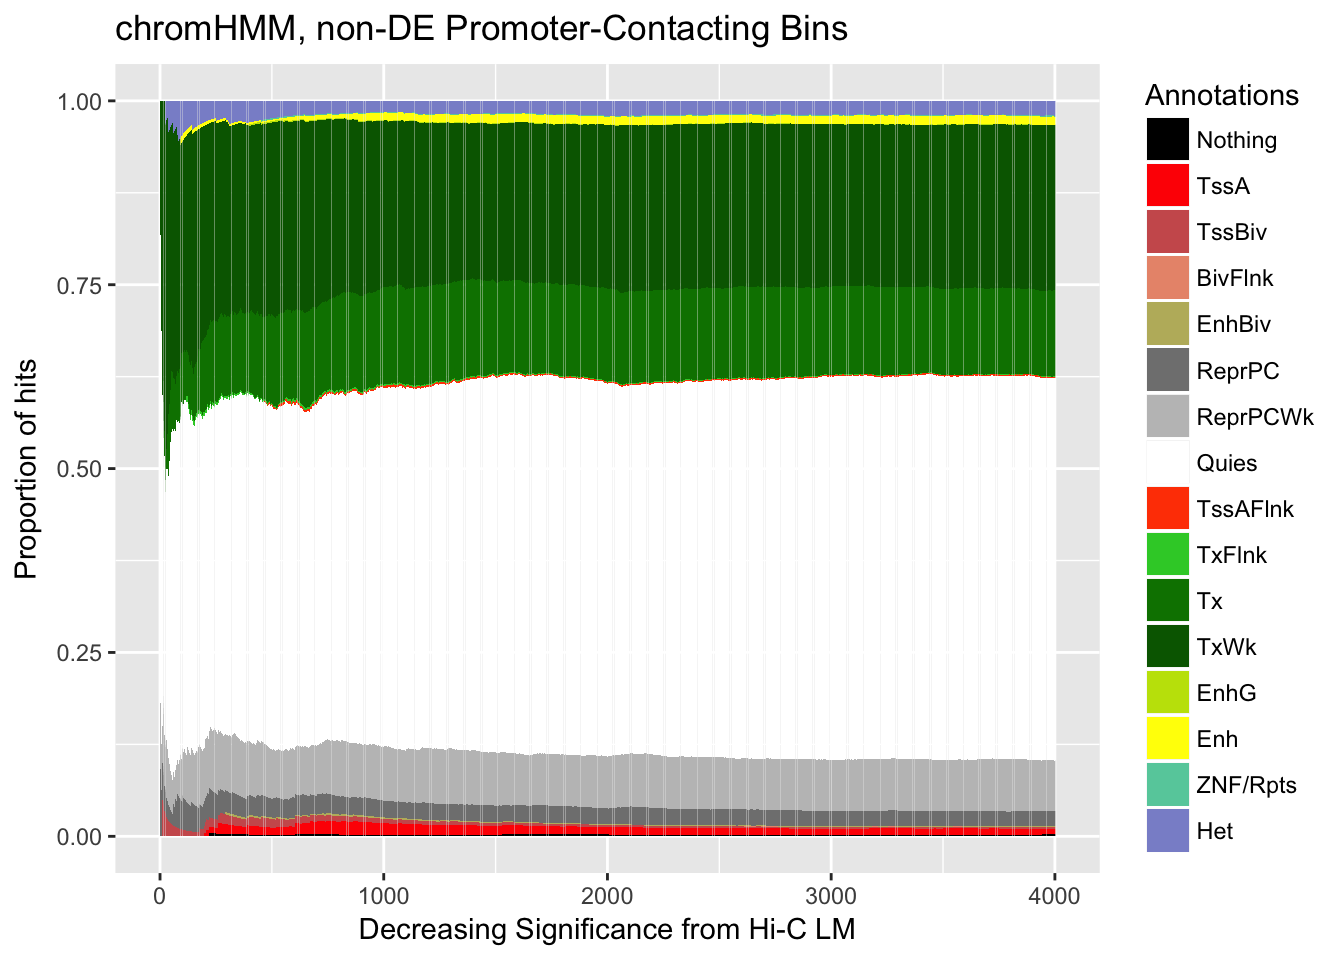 chromHMM, non-DE Promoter-Contacting Bins
1.00
0.75
0.50
0.25
0.00
Proportion of hits
0
1000
2000
3000
4000
Decreasing Significance from Hi-C LM
Annotations
Nothing
TssA
TssBiv
BivFlnk
EnhBiv
ReprPC
ReprPCWk
Quies
TssAFlnk
TxFlnk
Tx
TxWk
EnhG
Enh
ZNF/Rpts
Het